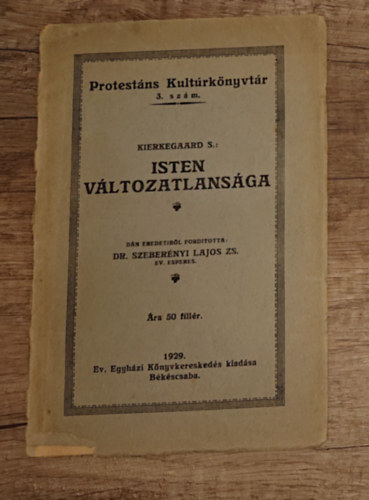 Protestáns Kultúrkönyvtár
3. szám.
KIERKEGAARD S.:
ISTEN
VÁLTOZATLANSÁGA
DÁN EREDETIBŐL FORDÍTOTTA:
DR. SZEBERÉNYI LAJOS ZS.
EV. ESPERES.
Ára 50 fillér.
1929.
Ev. Egyházi Könyvkereskedés kiadása
Békéscsaba.